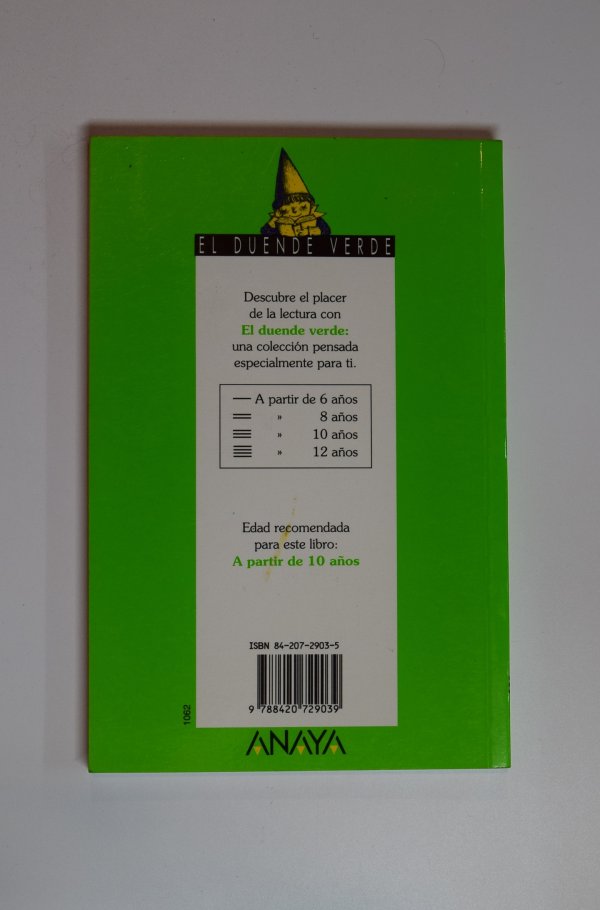 EL DUENDE VERDE
Descubre el placer
de la lectura con
El duende verde:
una colección pensada
especialmente para ti.
A partir de 6 años
» 8 años
» 10 años
» 12 años
Edad recomendada
para este libro:
A partir de 10 años
ISBN 84-207-2903-5
9 788420 729039
1062
ANAYA